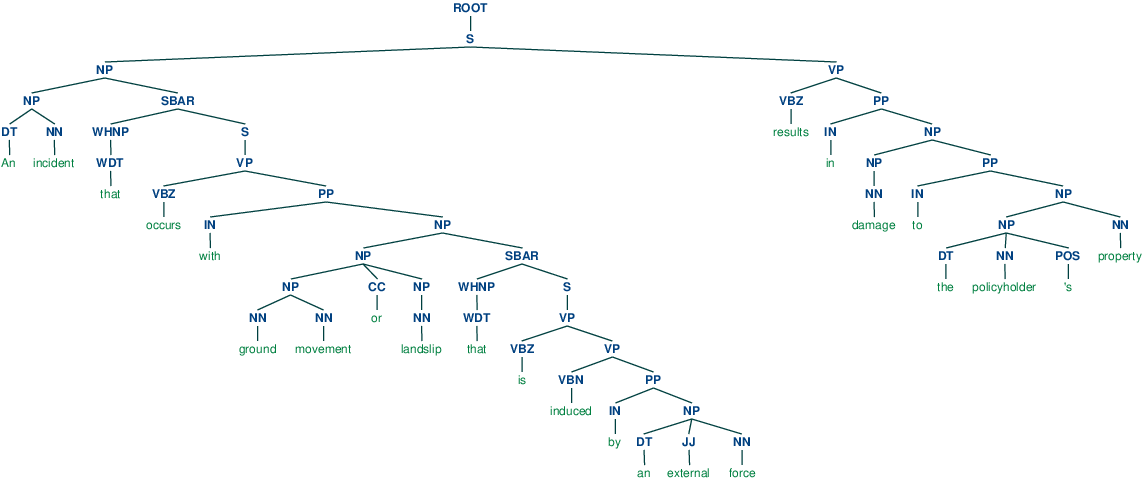 ROOT
S
NP VP
NP SBAR VBZ PP
DT NN WHNP S results IN NP
An incident WDT VP in NP PP
that VBZ PP NN IN NP
occurs IN NP damage to NP NN
with NP SBAR DT NN POS property
NP CC NP WHNP S the policyholder 's
NN NN or NN WDT VP
ground movement landslip that VBZ VP
is VBN PP
induced IN NP
by DT JJ NN
an external force